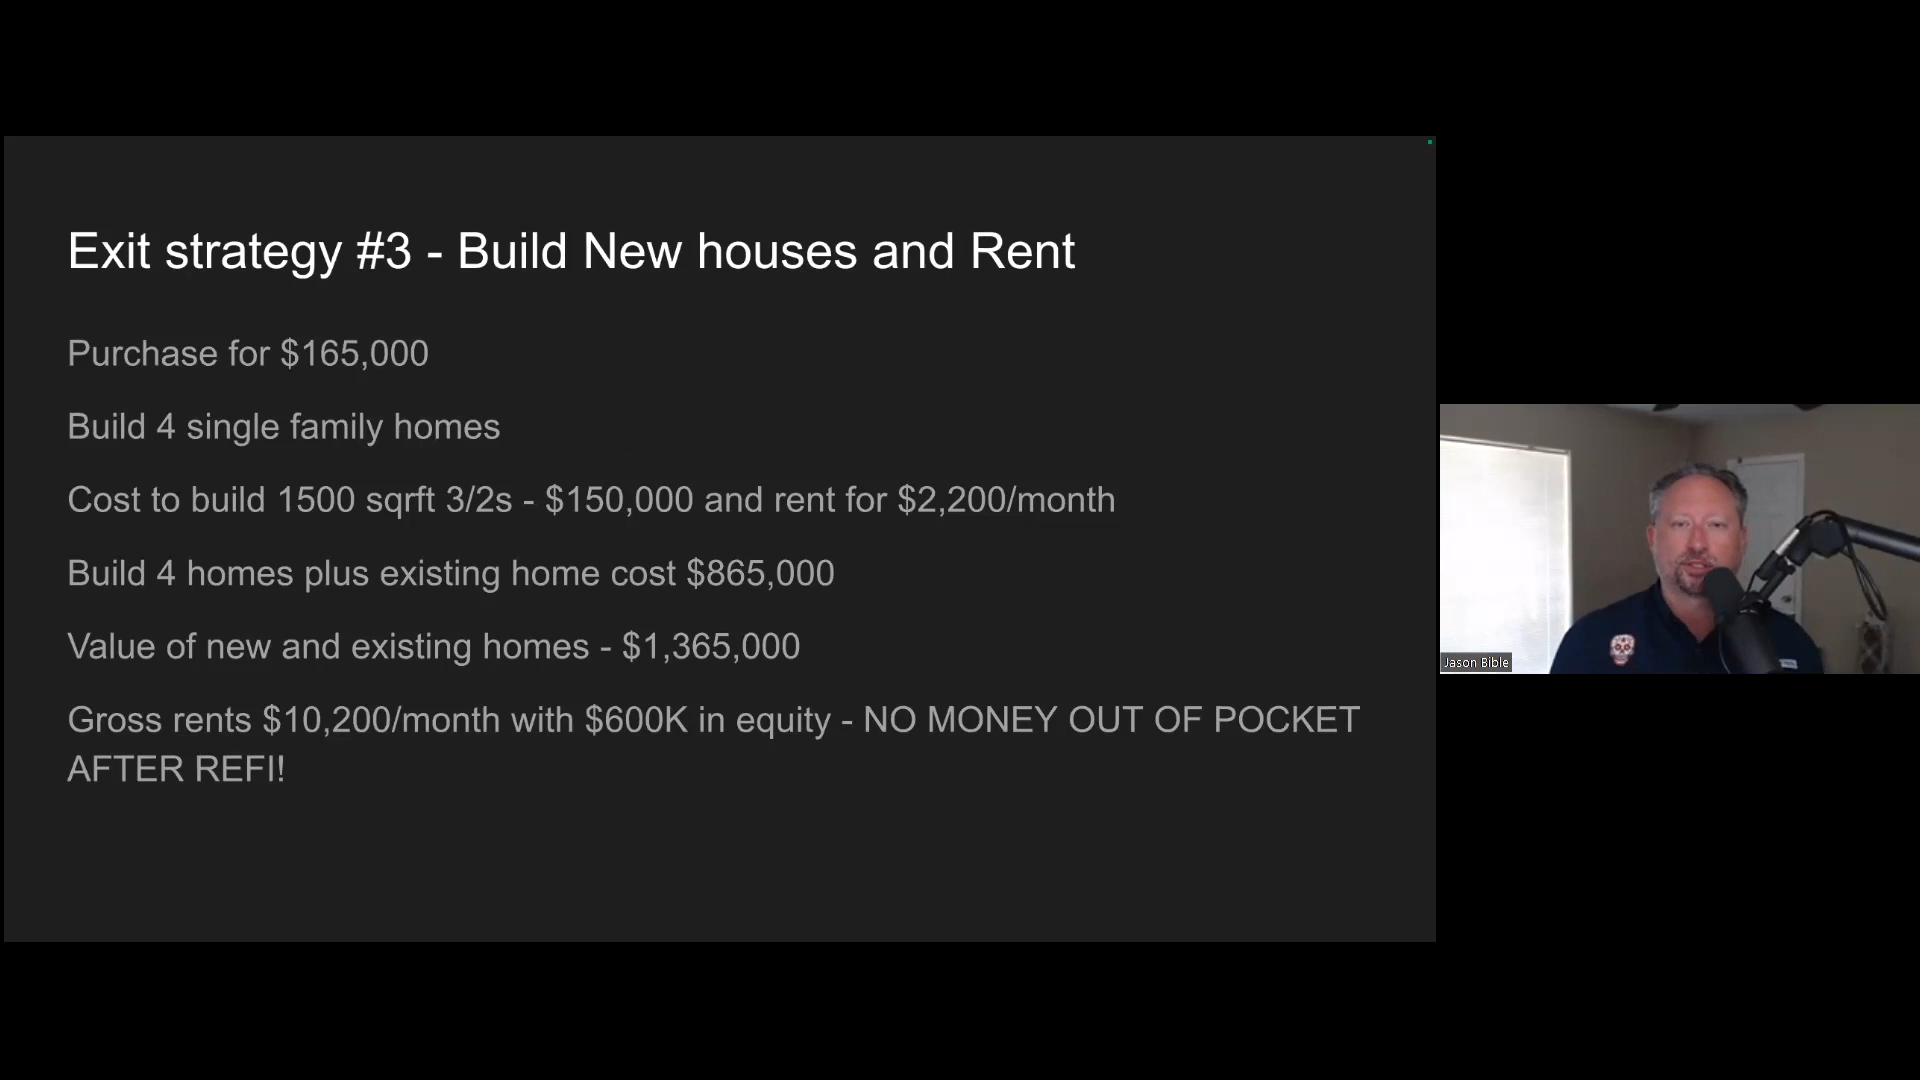 Exit strategy #3 - Build New houses and Rent
Purchase for $165,000
Build 4 single family homes
Cost to build 1500 sqrft 3/2s - $150,000 and rent for $2,200/month
Build 4 homes plus existing home cost $865,000
Value of new and existing homes - $1,365,000
Gross rents $10,200/month with $600K in equity - NO MONEY OUT OF POCKET
AFTER REFI!
Jason Bible